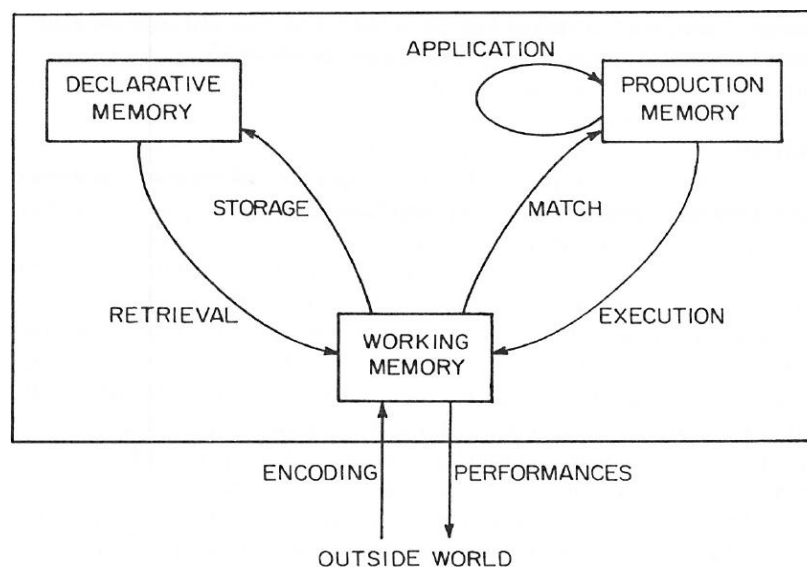 APPLICATION
DECLARATIVE
MEMORY
PRODUCTION
MEMORY
STORAGE
MATCH
RETRIEVAL
EXECUTION
WORKING
MEMORY
ENCODING
PERFORMANCES
OUTSIDE WORLD